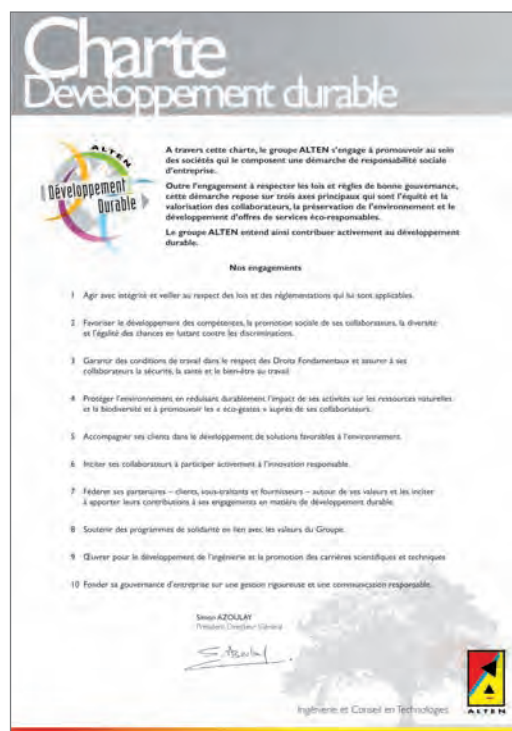 Charte
Développement durable
ALTEN
Développement
Durable
A travers cette charte, le groupe ALTEN s'engage à promouvoir au sein
des sociétés qui le composent une démarche de responsabilité sociale
d'entreprise.
Outre l'engagement à respecter les lois et règles de bonne gouvernance,
cette démarche repose sur trois axes principaux qui sont l'équité et la
valorisation des collaborateurs, la préservation de l'environnement et le
développement d'offres de services éco-responsables.
Le groupe ALTEN entend ainsi contribuer activement au développement
durable.
Nos engagements
1 Agir avec intégrité et veiller au respect des lois et des réglementations qui lui sont applicables.
2 Favoriser le développement des compétences, la promotion sociale de ses collaborateurs, la diversité
et l'égalité des chances en luttant contre les discriminations.
3 Garantir des conditions de travail dans le respect des Droits Fondamentaux et assurer à ses
collaborateurs la sécurité, la santé et le bien-être au travail.
4 Protéger l'environnement en réduisant durablement l'impact de ses activités sur les ressources naturelles
et la biodiversité et à promouvoir les « éco-gestes » auprès de ses collaborateurs.
5 Accompagner ses clients dans le développement de solutions favorables à l'environnement.
6 Inciter ses collaborateurs à participer activement à l'innovation responsable.
7 Fédérer ses partenaires – clients, sous-traitants et fournisseurs – autour de ses valeurs et les inciter
à apporter leurs contributions à ses engagements en matière de développement durable.
8 Soutenir des programmes de solidarité en lien avec les valeurs du Groupe.
9 Œuvrer pour le développement de l'ingénierie et la promotion des carrières scientifiques et techniques
10 Fonder sa gouvernance d'entreprise sur une gestion rigoureuse et une communication responsable.
Simon AZOULAY
Président Directeur Général
Ingénierie et Conseil en Technologies
ALTEN